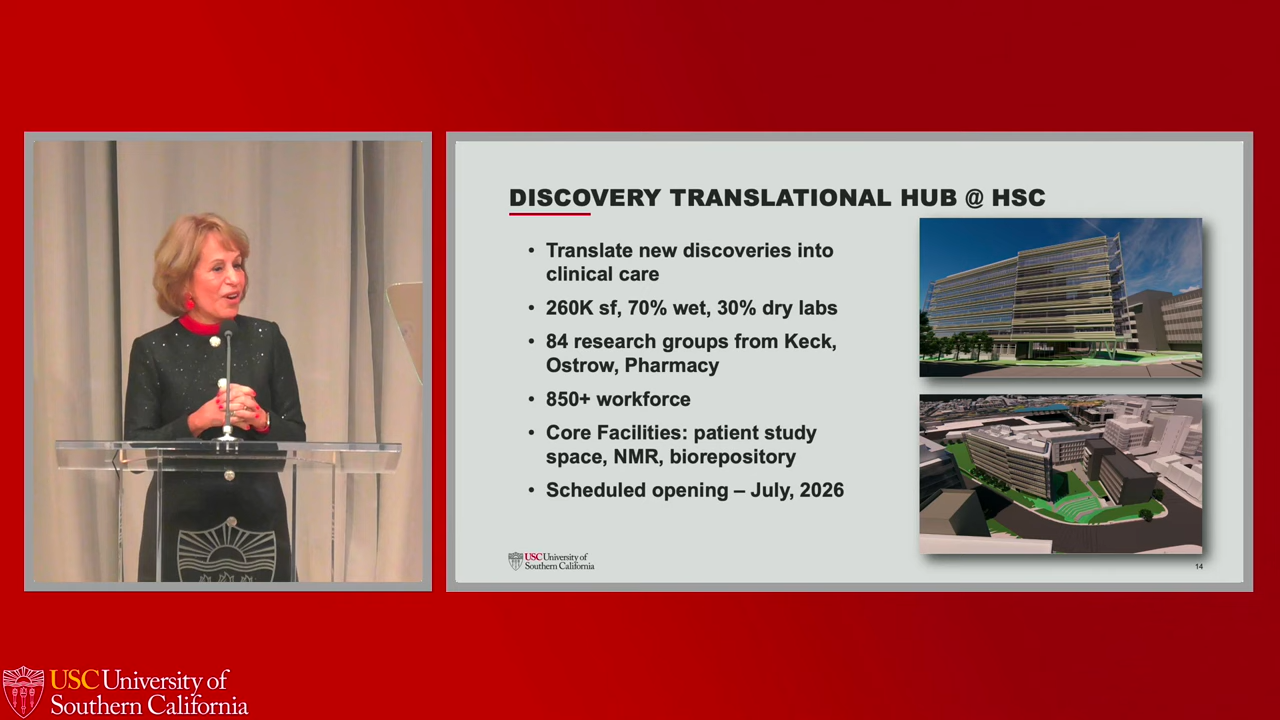 DISCOVERY TRANSLATIONAL HUB @ HSC
• Translate new discoveries into
clinical care
• 260K sf, 70% wet, 30% dry labs
• 84 research groups from Keck,
Ostrow, Pharmacy
• 850+ workforce
• Core Facilities: patient study
space, NMR, biorepository
• Scheduled opening – July, 2026
USC University of
Southern California
14
USC University of
Southern California